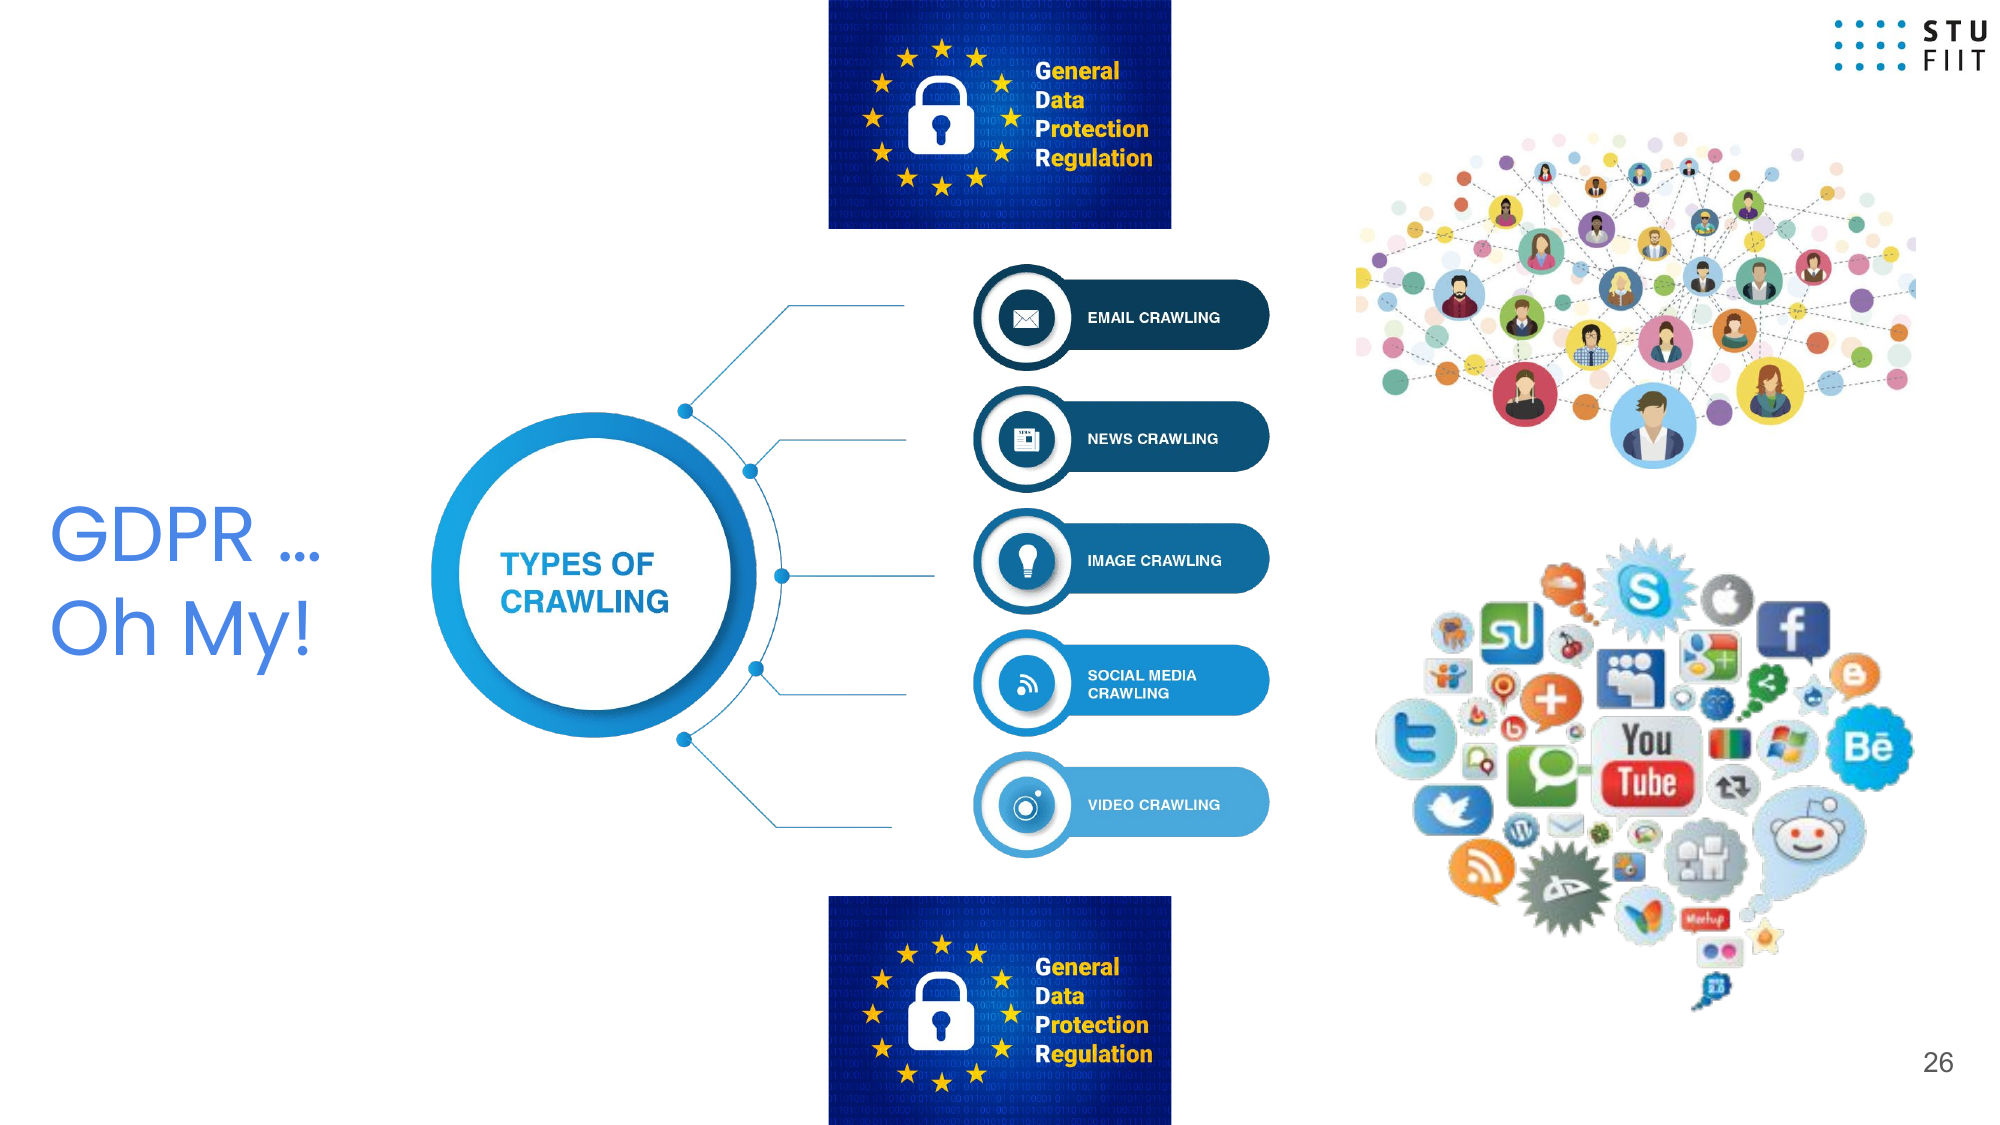 STU
FIIT
General
Data
Protection
Regulation
GDPR ...
Oh My!
TYPES OF
CRAWLING
EMAIL CRAWLING
NEWS CRAWLING
IMAGE CRAWLING
SOCIAL MEDIA
CRAWLING
VIDEO CRAWLING
You
Tube
Bē
Meetup
General
Data
Protection
Regulation
26